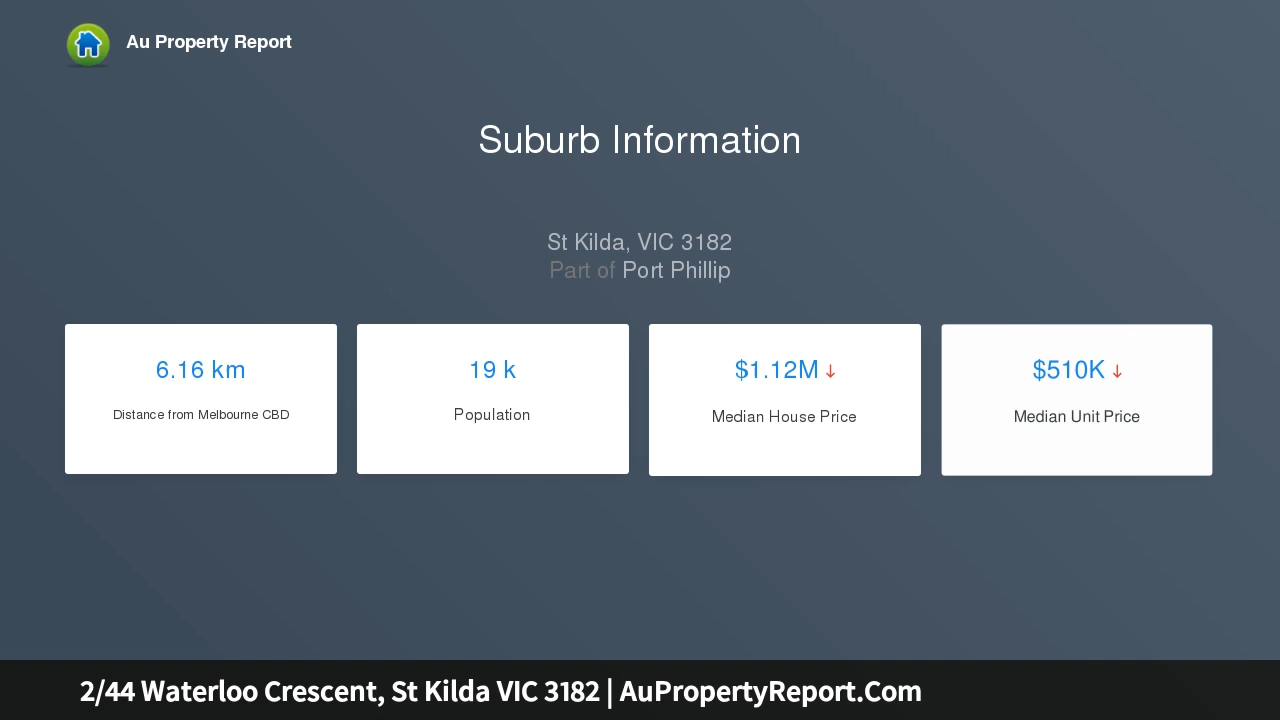 Au Property Report
Suburb Information
St Kilda, VIC 3182
Part of Port Phillip
6.16 km
Distance from Melbourne CBD
19 k
Population
$1.12M ↓
Median House Price
$510K ↓
Median Unit Price
2/44 Waterloo Crescent, St Kilda VIC 3182 | AuPropertyReport.Com